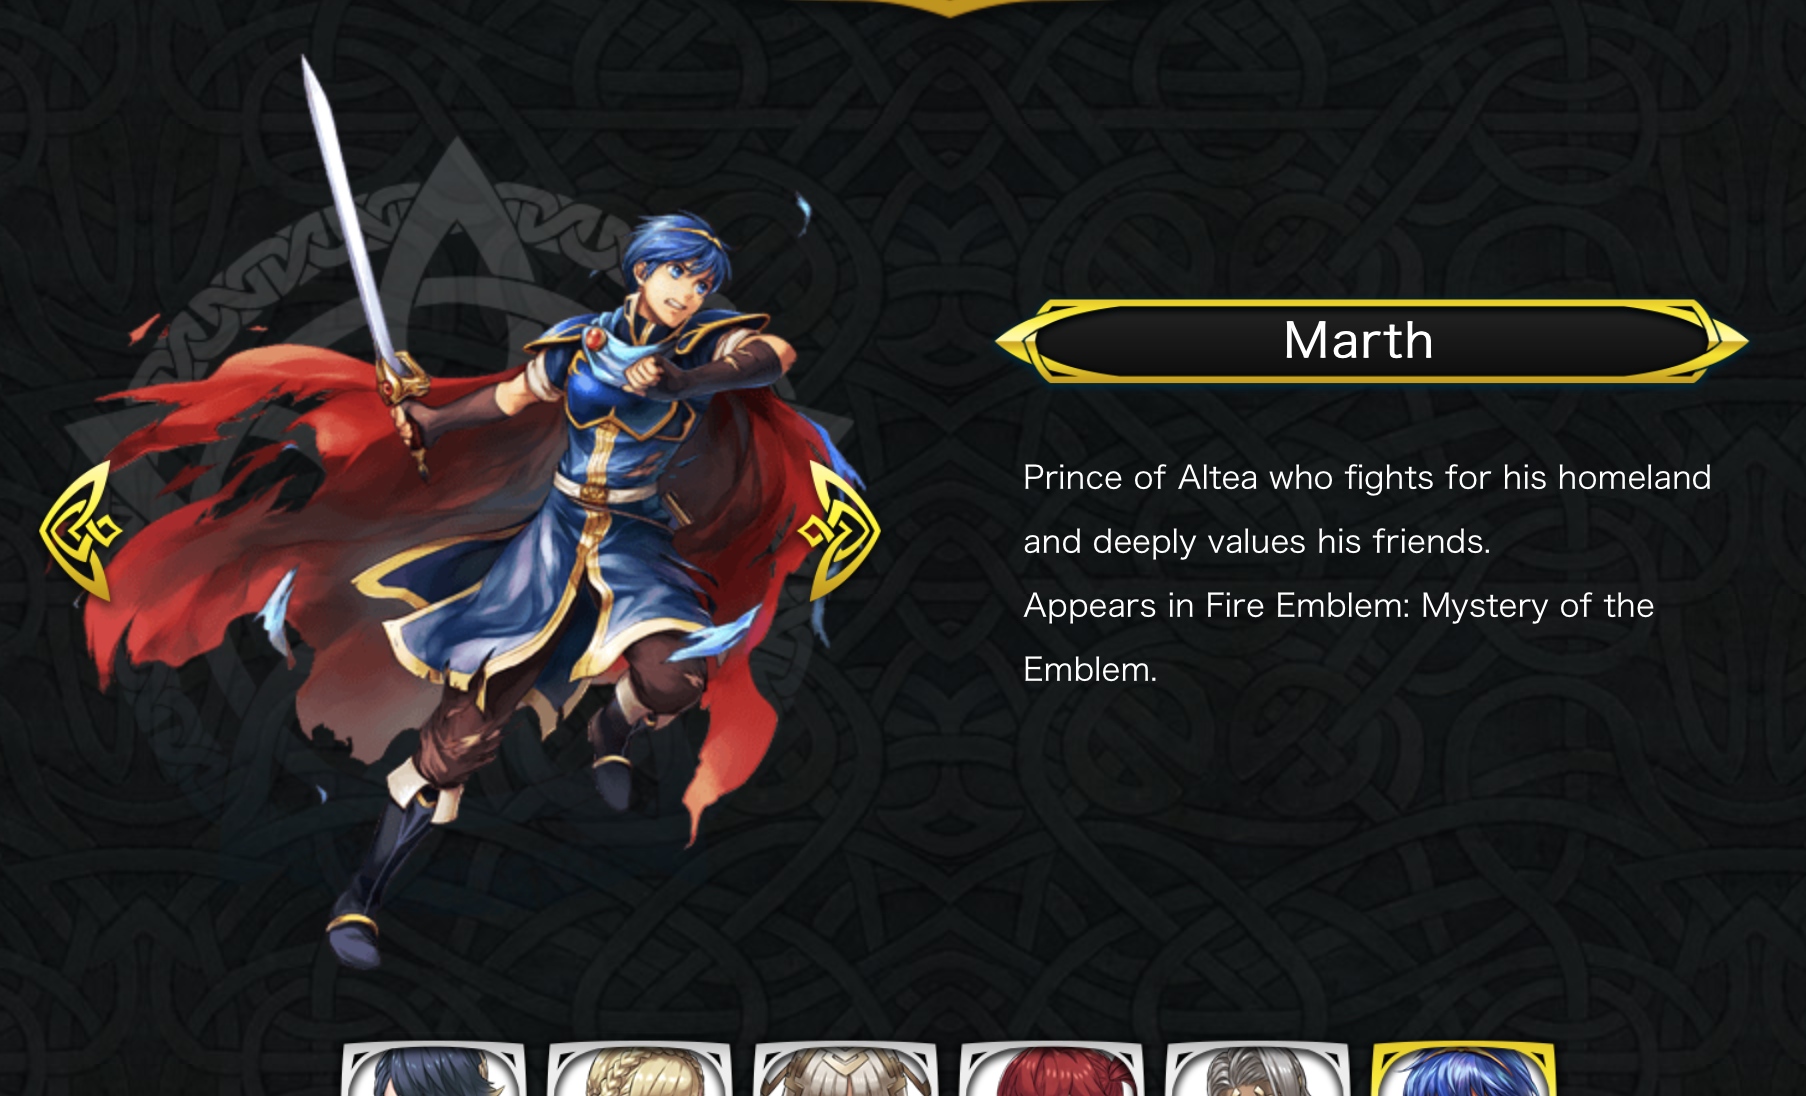 Marth
Prince of Altea who fights for his homeland
and deeply values his friends.
Appears in Fire Emblem: Mystery of the
Emblem.